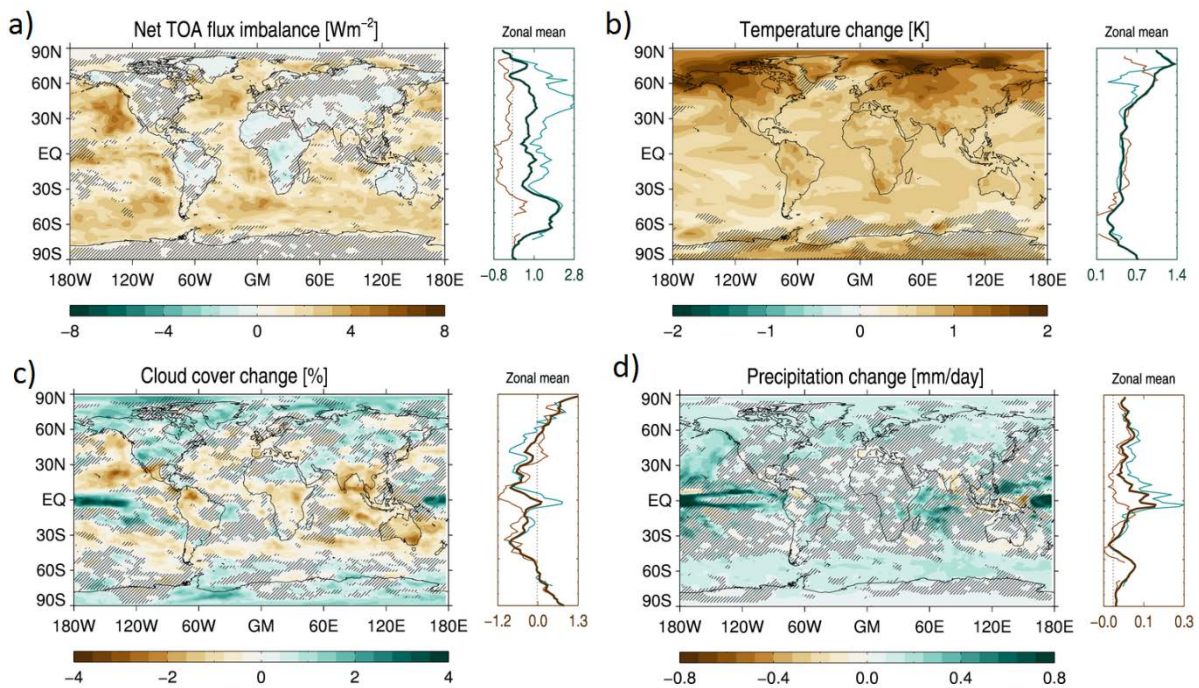 a) Net TOA flux imbalance [Wm⁻²] Zonal mean
90N
60N
30N
EQ
30S
60S
90S
180W 120W 60W GM 60E 120E 180E
−0.8 1.0 2.8
−8 −4 0 4 8
b) Temperature change [K] Zonal mean
90N
60N
30N
EQ
30S
60S
90S
180W 120W 60W GM 60E 120E 180E
0.1 0.7 1.4
−2 −1 0 1 2
c) Cloud cover change [%] Zonal mean
90N
60N
30N
EQ
30S
60S
90S
180W 120W 60W GM 60E 120E 180E
−1.2 0.0 1.3
−4 −2 0 2 4
d) Precipitation change [mm/day] Zonal mean
90N
60N
30N
EQ
30S
60S
90S
180W 120W 60W GM 60E 120E 180E
−0.0 0.1 0.3
−0.8 −0.4 −0.0 0.4 0.8